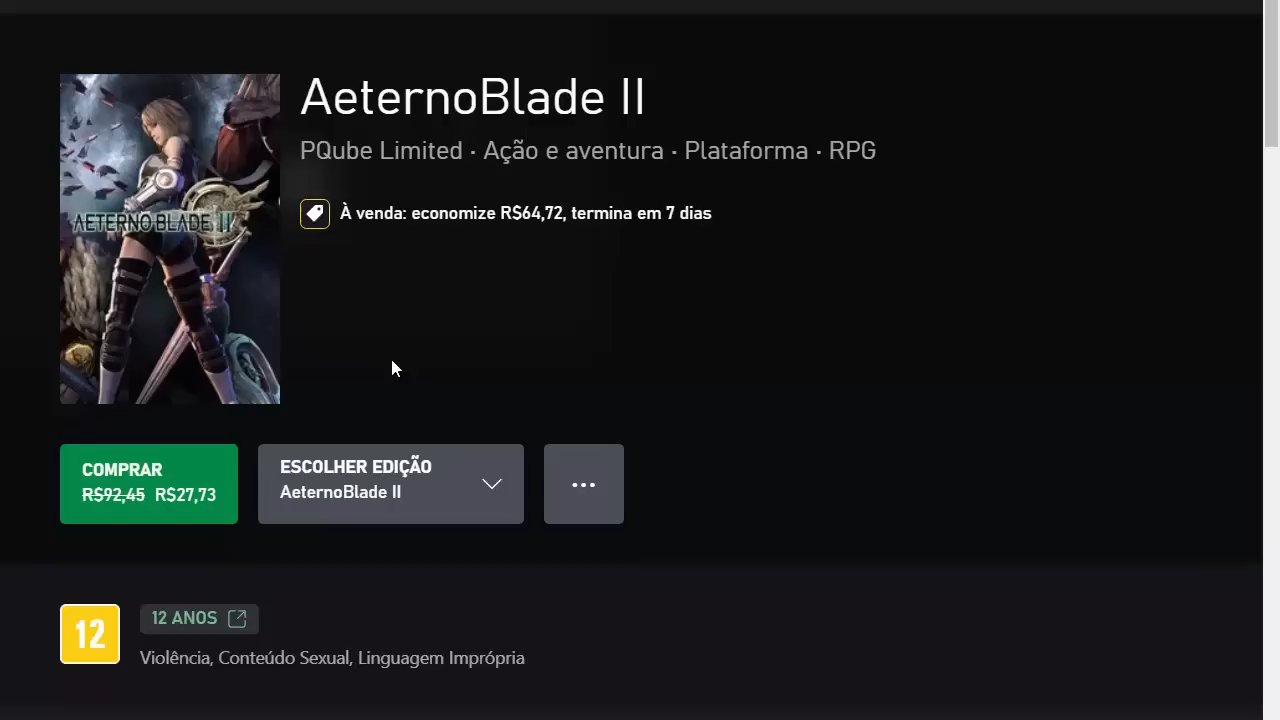 AETERNO BLADE II
AeternoBlade II
PQube Limited · Ação e aventura · Plataforma · RPG
À venda: economize R$64,72, termina em 7 dias
COMPRAR
R$92,45 R$27,73
ESCOLHER EDIÇÃO
AeternoBlade II
12
12 ANOS
Violência, Conteúdo Sexual, Linguagem Imprópria